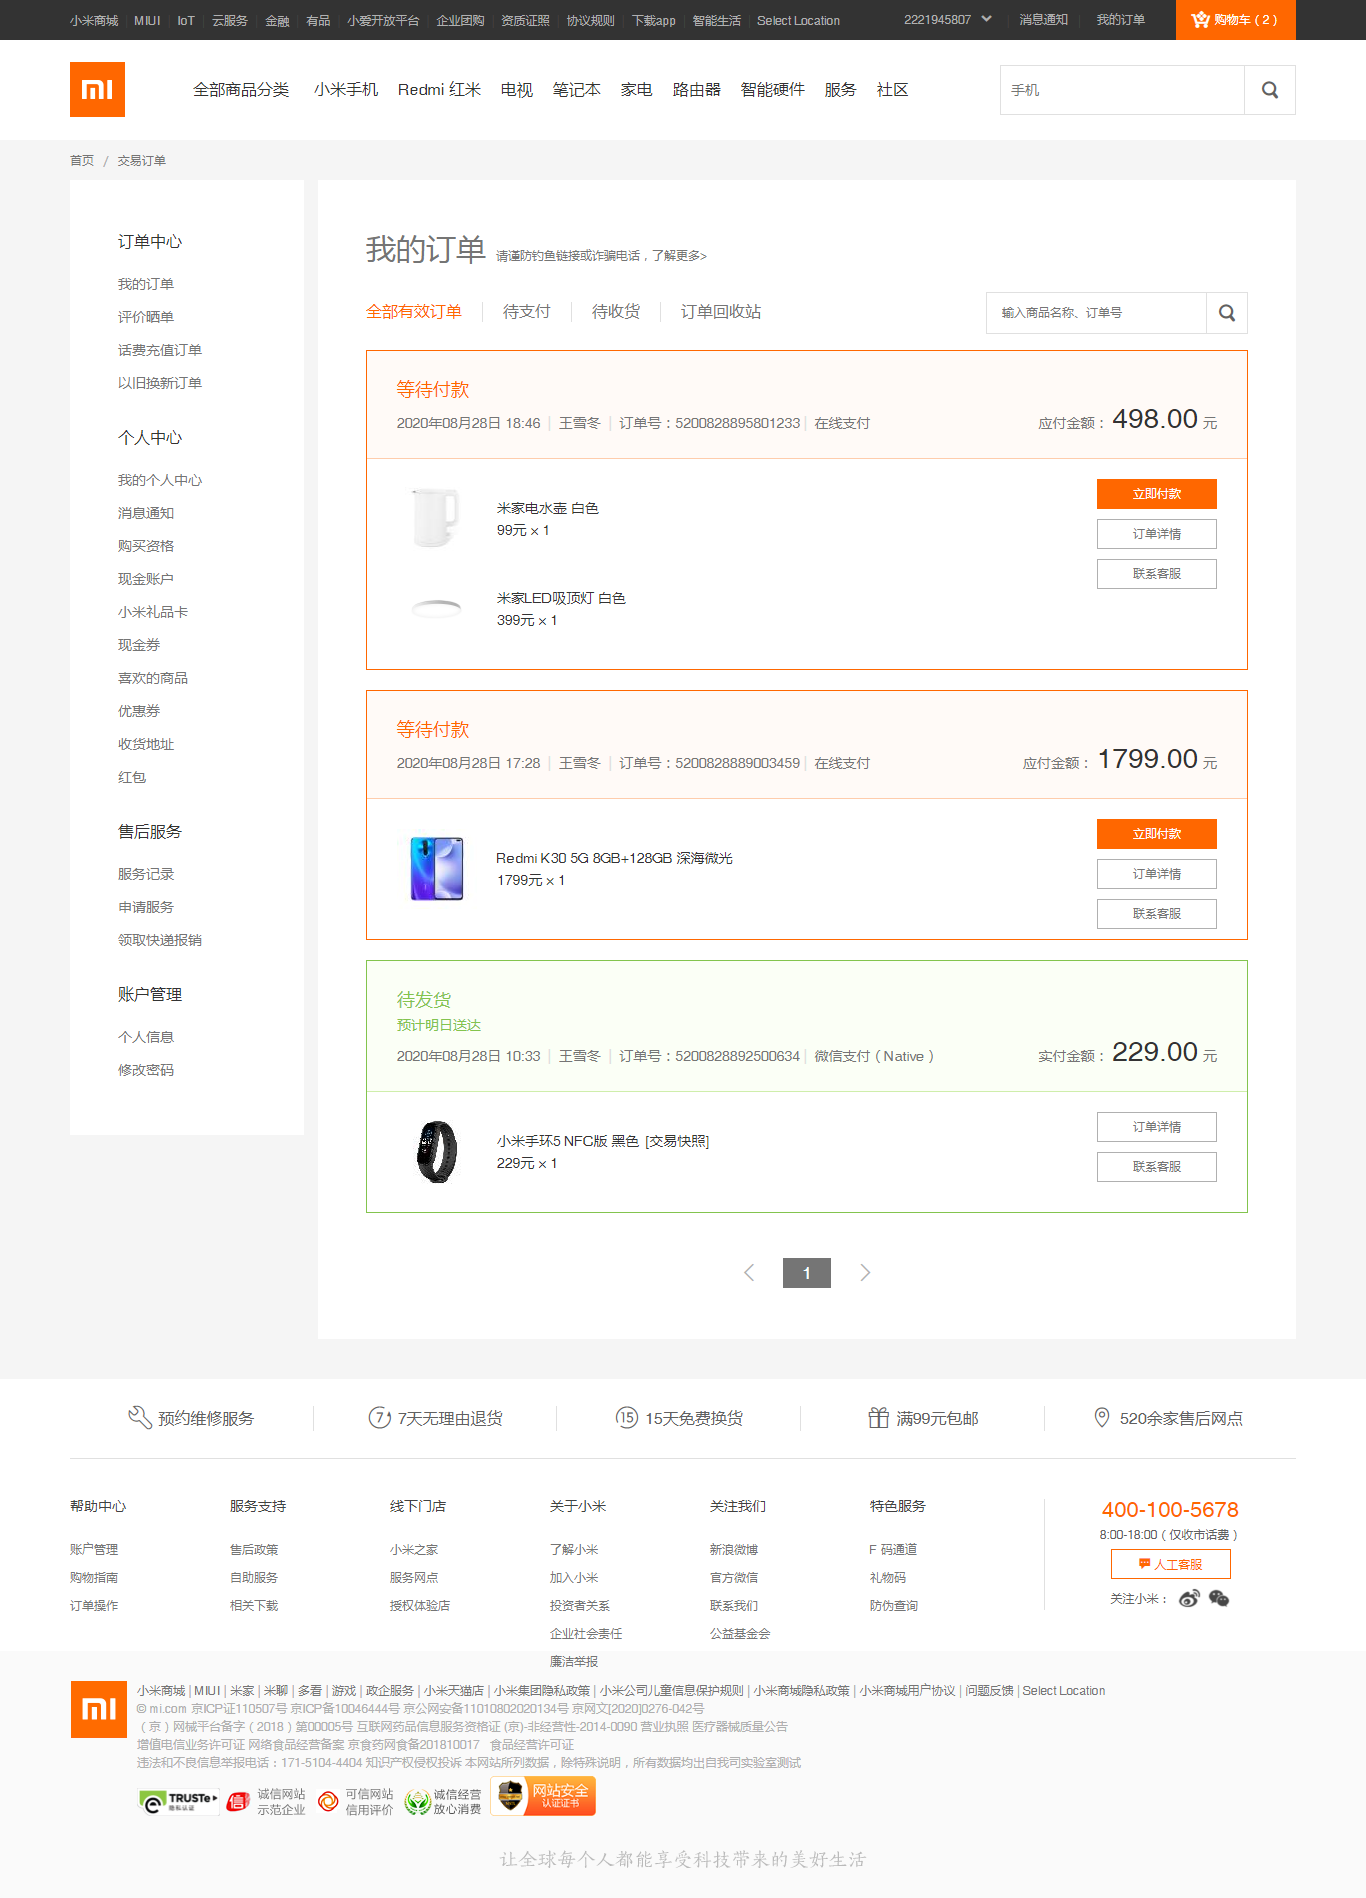 小米商城 MIUI IoT 云服务 金融 有品 小爱开放平台 企业团购 资质证照 协议规则 下载app 智能生活 Select Location 2221945807 消息通知 我的订单 购物车（2）
mi 全部商品分类 小米手机 Redmi 红米 电视 笔记本 家电 路由器 智能硬件 服务 社区 手机
首页 / 交易订单
订单中心
我的订单
评价晒单
话费充值订单
以旧换新订单
个人中心
我的个人中心
消息通知
购买资格
现金账户
小米礼品卡
现金券
喜欢的商品
优惠券
收货地址
红包
售后服务
服务记录
申请服务
领取快递报销
账户管理
个人信息
修改密码
我的订单 请谨防钓鱼链接或诈骗电话，了解更多>
全部有效订单 待支付 待收货 订单回收站 输入商品名称、订单号
等待付款
2020年08月28日 18:46 | 王雪冬 | 订单号：5200828895801233 | 在线支付 应付金额： 498.00 元
米家电水壶 白色
99元 × 1
米家LED吸顶灯 白色
399元 × 1
立即付款
订单详情
联系客服
等待付款
2020年08月28日 17:28 | 王雪冬 | 订单号：5200828889003459 | 在线支付 应付金额： 1799.00 元
Redmi K30 5G 8GB+128GB 深海微光
1799元 × 1
立即付款
订单详情
联系客服
待发货
预计明日送达
2020年08月28日 10:33 | 王雪冬 | 订单号：5200828892500634 | 微信支付（Native） 实付金额： 229.00 元
小米手环5 NFC版 黑色 [交易快照]
229元 × 1
订单详情
联系客服
1
预约维修服务 7 7天无理由退货 15 15天免费换货 满99元包邮 520余家售后网点
帮助中心
账户管理
购物指南
订单操作
服务支持
售后政策
自助服务
相关下载
线下门店
小米之家
服务网点
授权体验店
关于小米
了解小米
加入小米
投资者关系
企业社会责任
廉洁举报
关注我们
新浪微博
官方微信
联系我们
公益基金会
特色服务
F 码通道
礼物码
防伪查询
400-100-5678
8:00-18:00（仅收市话费）
人工客服
关注小米：
mi
小米商城 | MIUI | 米家 | 米聊 | 多看 | 游戏 | 政企服务 | 小米天猫店 | 小米集团隐私政策 | 小米公司儿童信息保护规则 | 小米商城隐私政策 | 小米商城用户协议 | 问题反馈 | Select Location
© mi.com 京ICP证110507号 京ICP备10046444号 京公网安备11010802020134号 京网文[2020]0276-042号
（京）网械平台备字（2018）第00005号 互联网药品信息服务资格证 (京)-非经营性-2014-0090 营业执照 医疗器械质量公告
增值电信业务许可证 网络食品经营备案 京食药网食备201810017 食品经营许可证
违法和不良信息举报电话：171-5104-4404 知识产权侵权投诉 本网站所列数据，除特殊说明，所有数据均出自我司实验室测试
TRUSTe
隐私认证
信 诚信网站
示范企业
可信网站
信用评价
诚信经营
放心消费
网站安全
认证证书
让全球每个人都能享受科技带来的美好生活